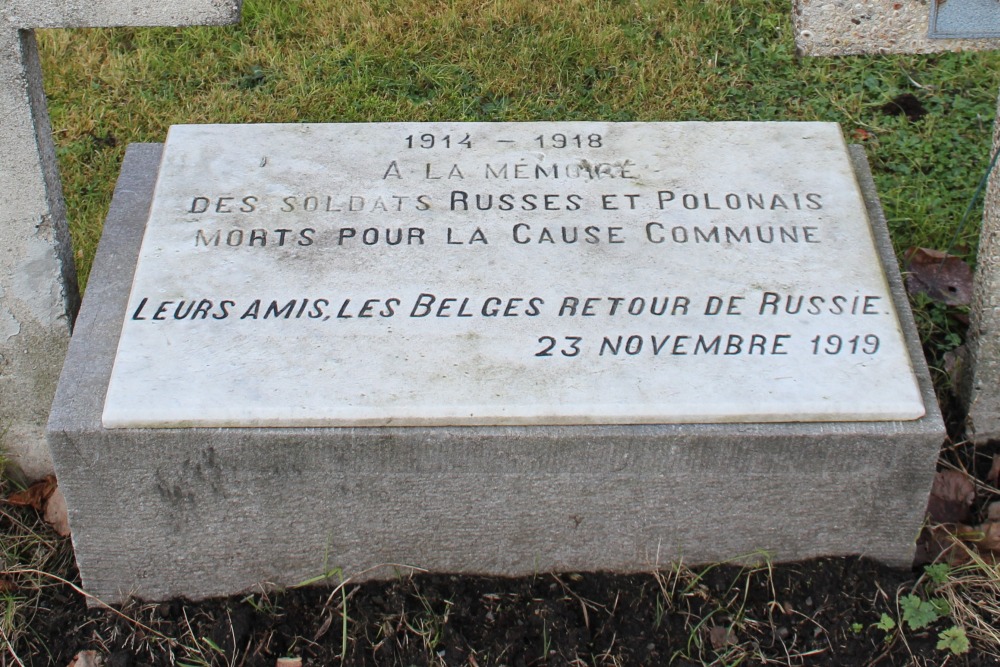 1914 - 1918
A LA MÉMOIRE
DES SOLDATS RUSSES ET POLONAIS
MORTS POUR LA CAUSE COMMUNE
LEURS AMIS, LES BELGES RETOUR DE RUSSIE.
23 NOVEMBRE 1919